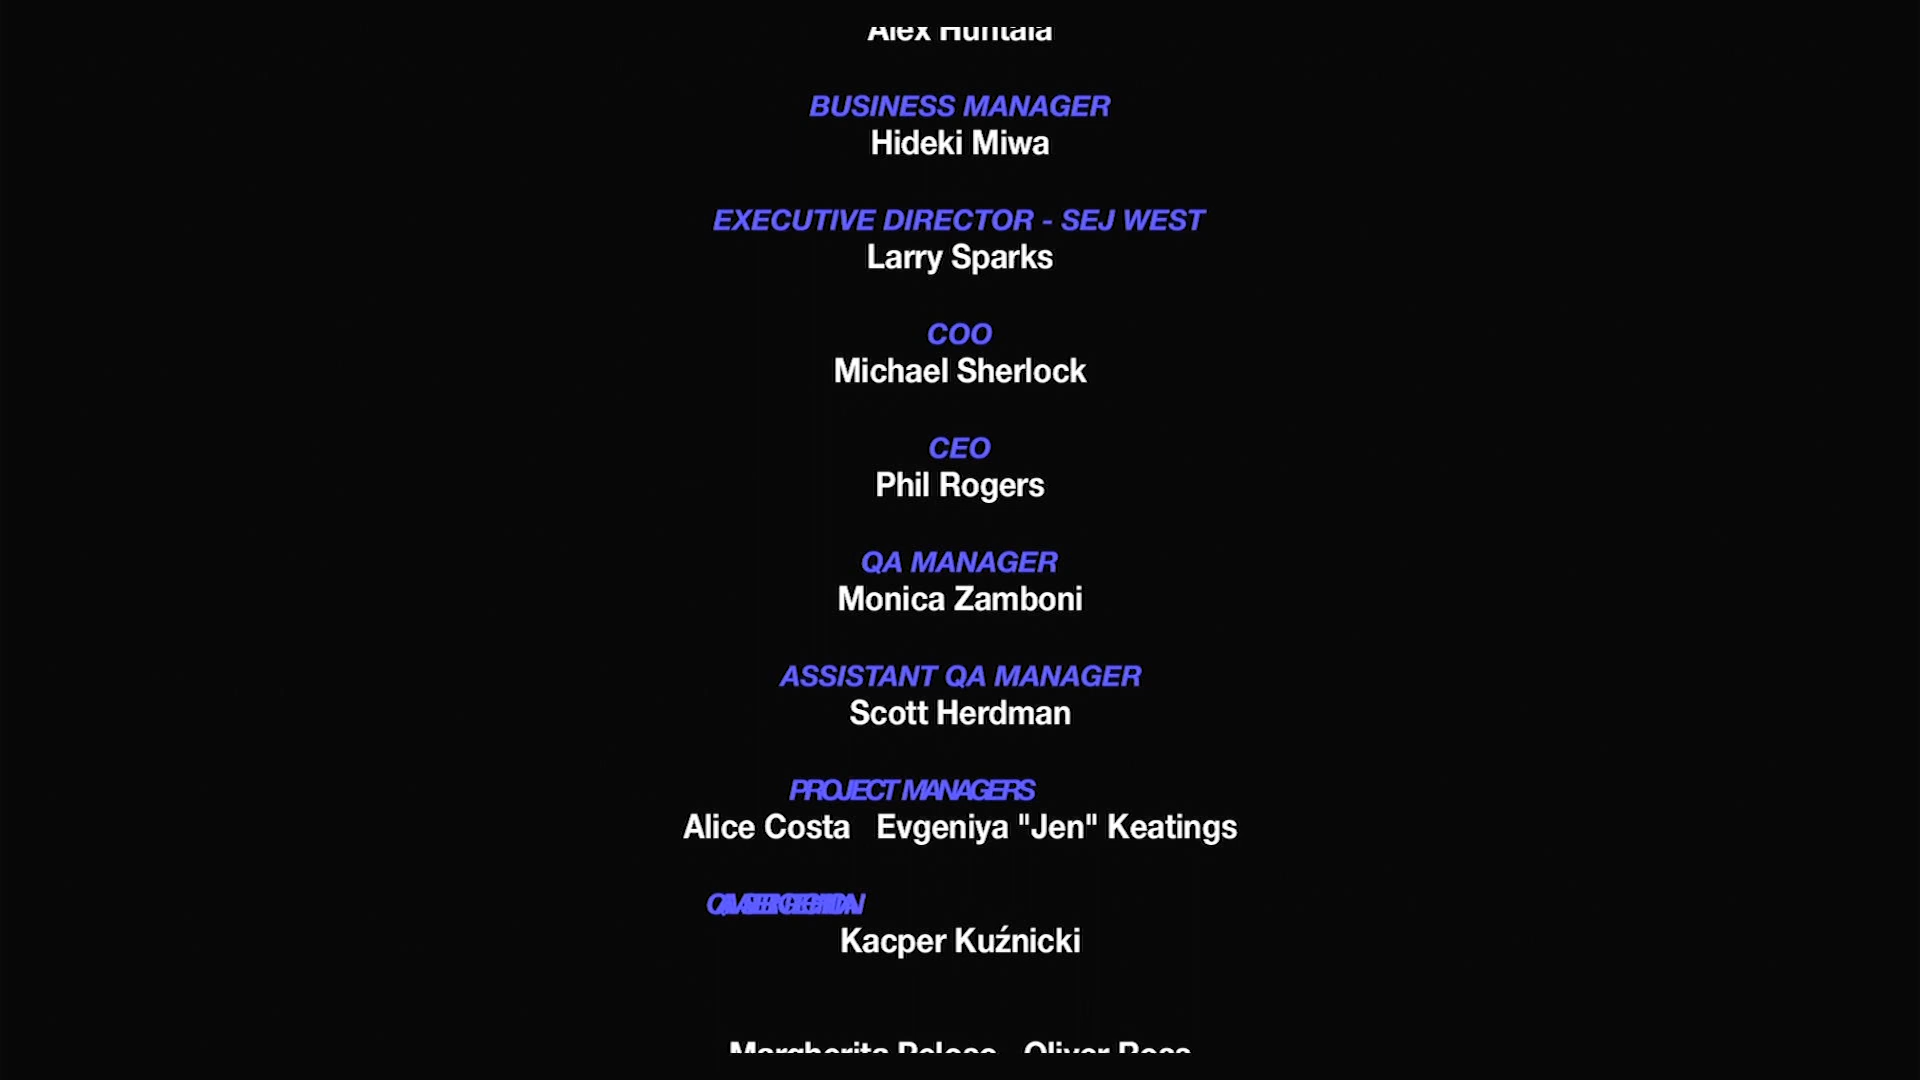 BUSINESS MANAGER
Hideki Miwa
EXECUTIVE DIRECTOR - SEJ WEST
Larry Sparks
COO
Michael Sherlock
CEO
Phil Rogers
QA MANAGER
Monica Zamboni
ASSISTANT QA MANAGER
Scott Herdman
PROJECT MANAGERS
Alice Costa Evgeniya "Jen" Keatings
Kacper Kuźnicki